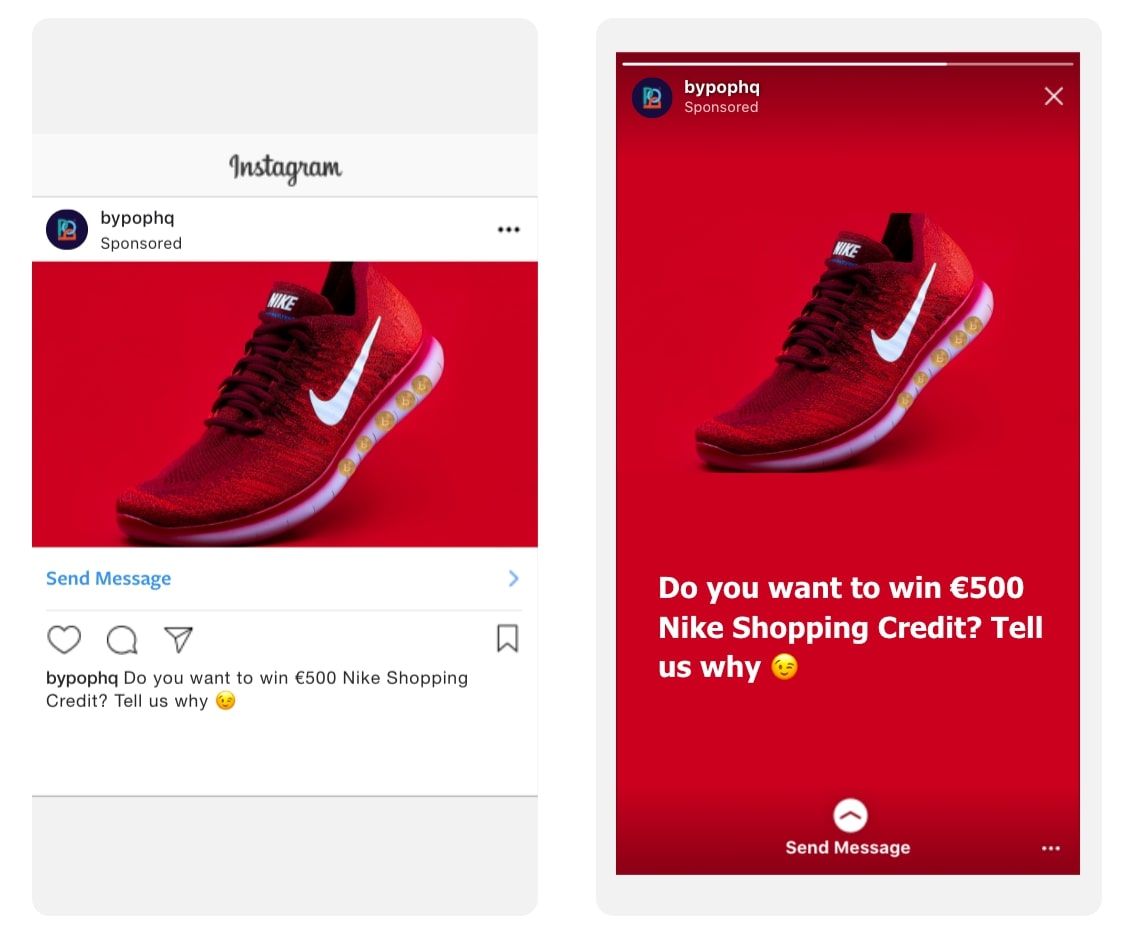 Instagram
bypophq
Sponsored
NIKE
Send Message
bypophq Do you want to win €500 Nike Shopping
Credit? Tell us why 😉
bypophq
Sponsored
NIKE
Do you want to win €500
Nike Shopping Credit? Tell
us why 😉
Send Message